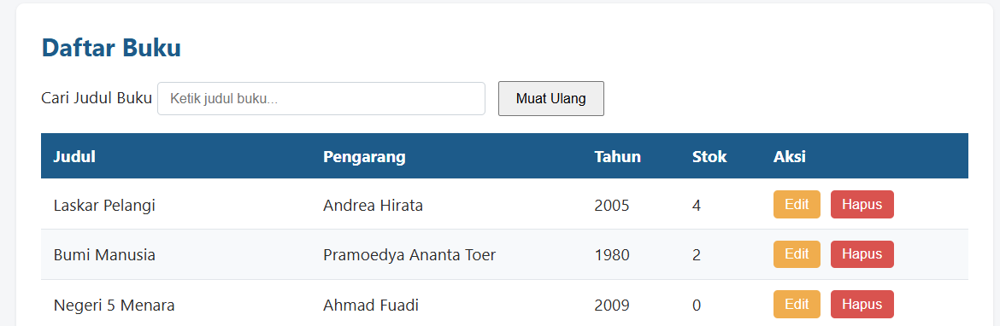 Daftar Buku
Cari Judul Buku Ketik judul buku... Muat Ulang
Judul Pengarang Tahun Stok Aksi
Laskar Pelangi Andrea Hirata 2005 4 Edit Hapus
Bumi Manusia Pramoedya Ananta Toer 1980 2 Edit Hapus
Negeri 5 Menara Ahmad Fuadi 2009 0 Edit Hapus